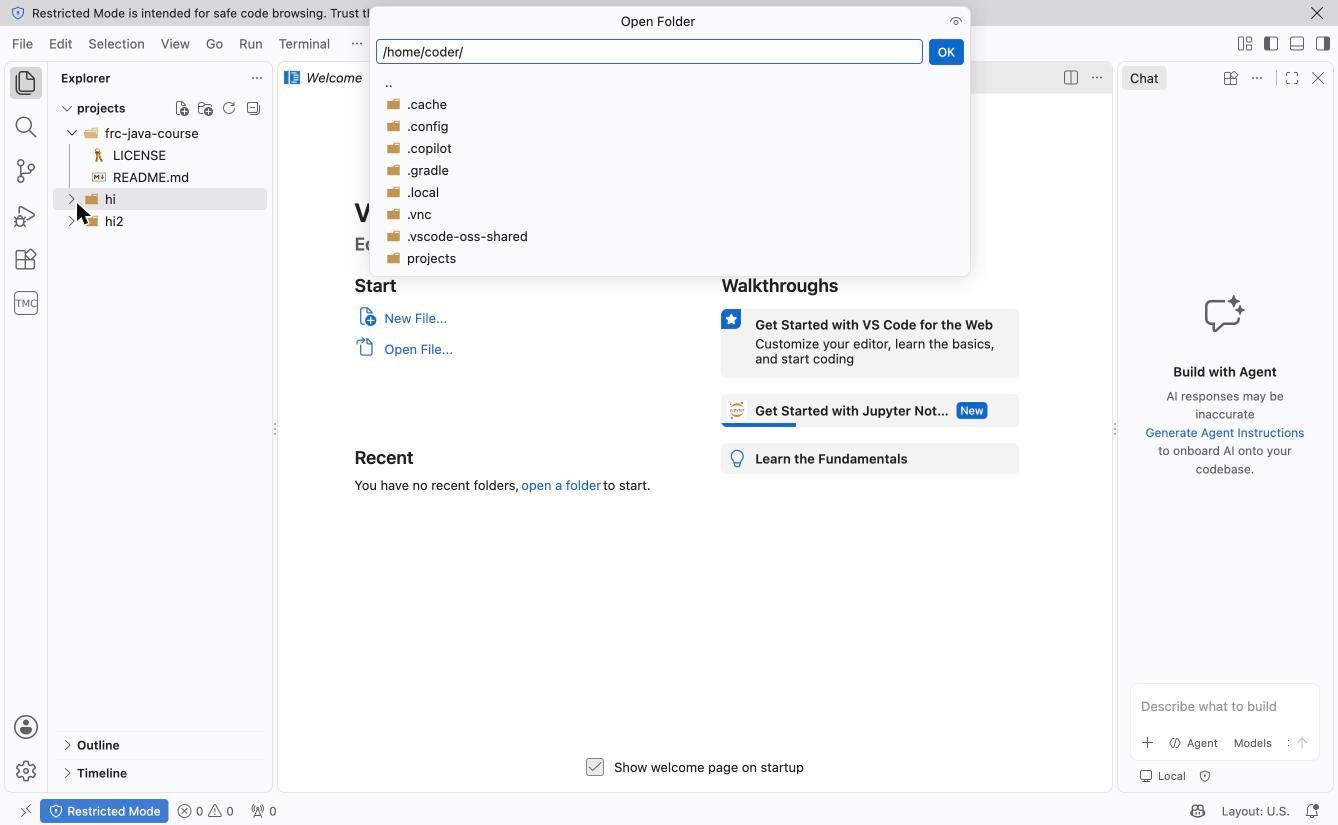 Restricted Mode is intended for safe code browsing. Trust th
Open Folder
File Edit Selection View Go Run Terminal ···
/home/coder/
OK
Explorer
Welcome
Chat
..
projects
.cache
frc-java-course
.config
LICENSE
.copilot
README.md
.gradle
hi
.local
hi2
.vnc
.vscode-oss-shared
projects
TMC
Start
Walkthroughs
New File...
Get Started with VS Code for the Web
Customize your editor, learn the basics,
and start coding
Open File...
Build with Agent
AI responses may be
inaccurate
Generate Agent Instructions
to onboard AI onto your
codebase.
Get Started with Jupyter Not... New
Recent
Learn the Fundamentals
You have no recent folders, open a folder to start.
Describe what to build
Agent Models
Outline
Show welcome page on startup
Timeline
Local
Restricted Mode 0 0 0
Layout: U.S.